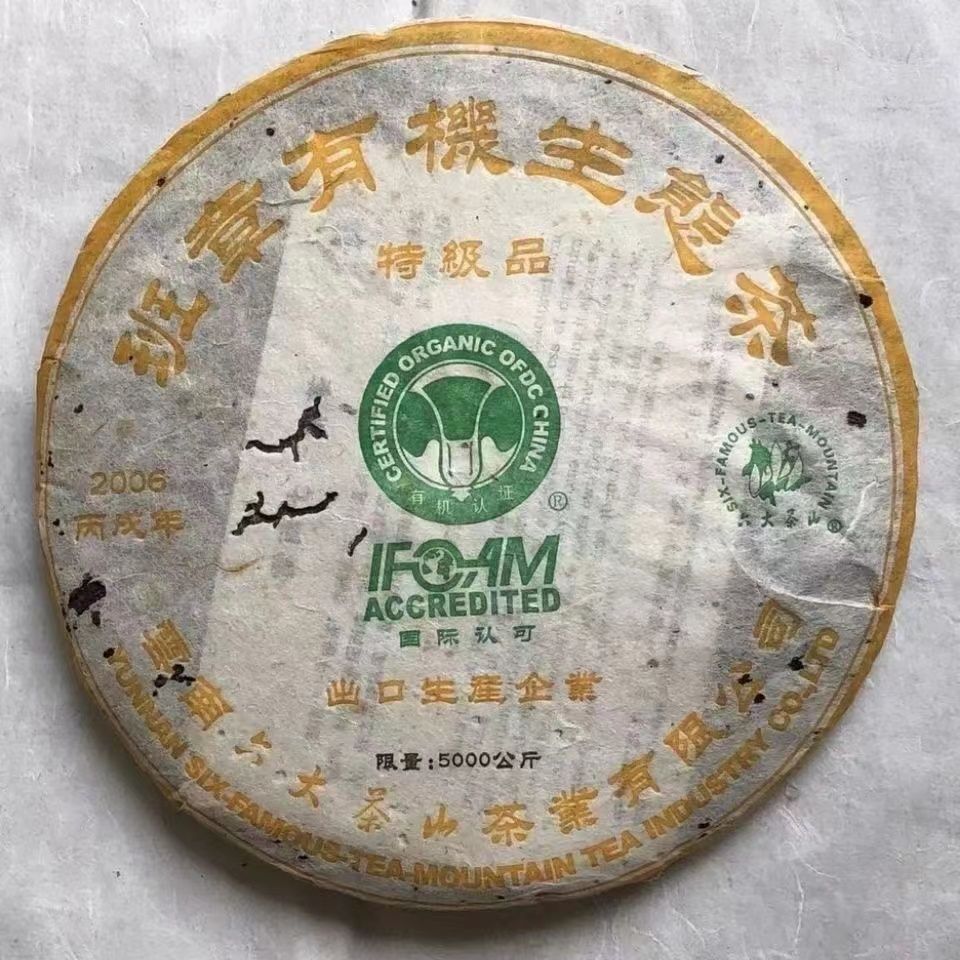 班章有機生態茶
特級品
CERTIFIED ORGANIC OFDC CHINA
有机认证
®
SIX-FAMOUS-TEA-MOUNTAIN
六大茶山®
2006
丙戌年
IFOAM
ACCREDITED
国际认可
出口生産企業
限量:5000公斤
雲南六大茶山茶業有限公司
YUNNAN SIX-FAMOUS-TEA-MOUNTAIN TEA INDUSTRY CO.,LTD